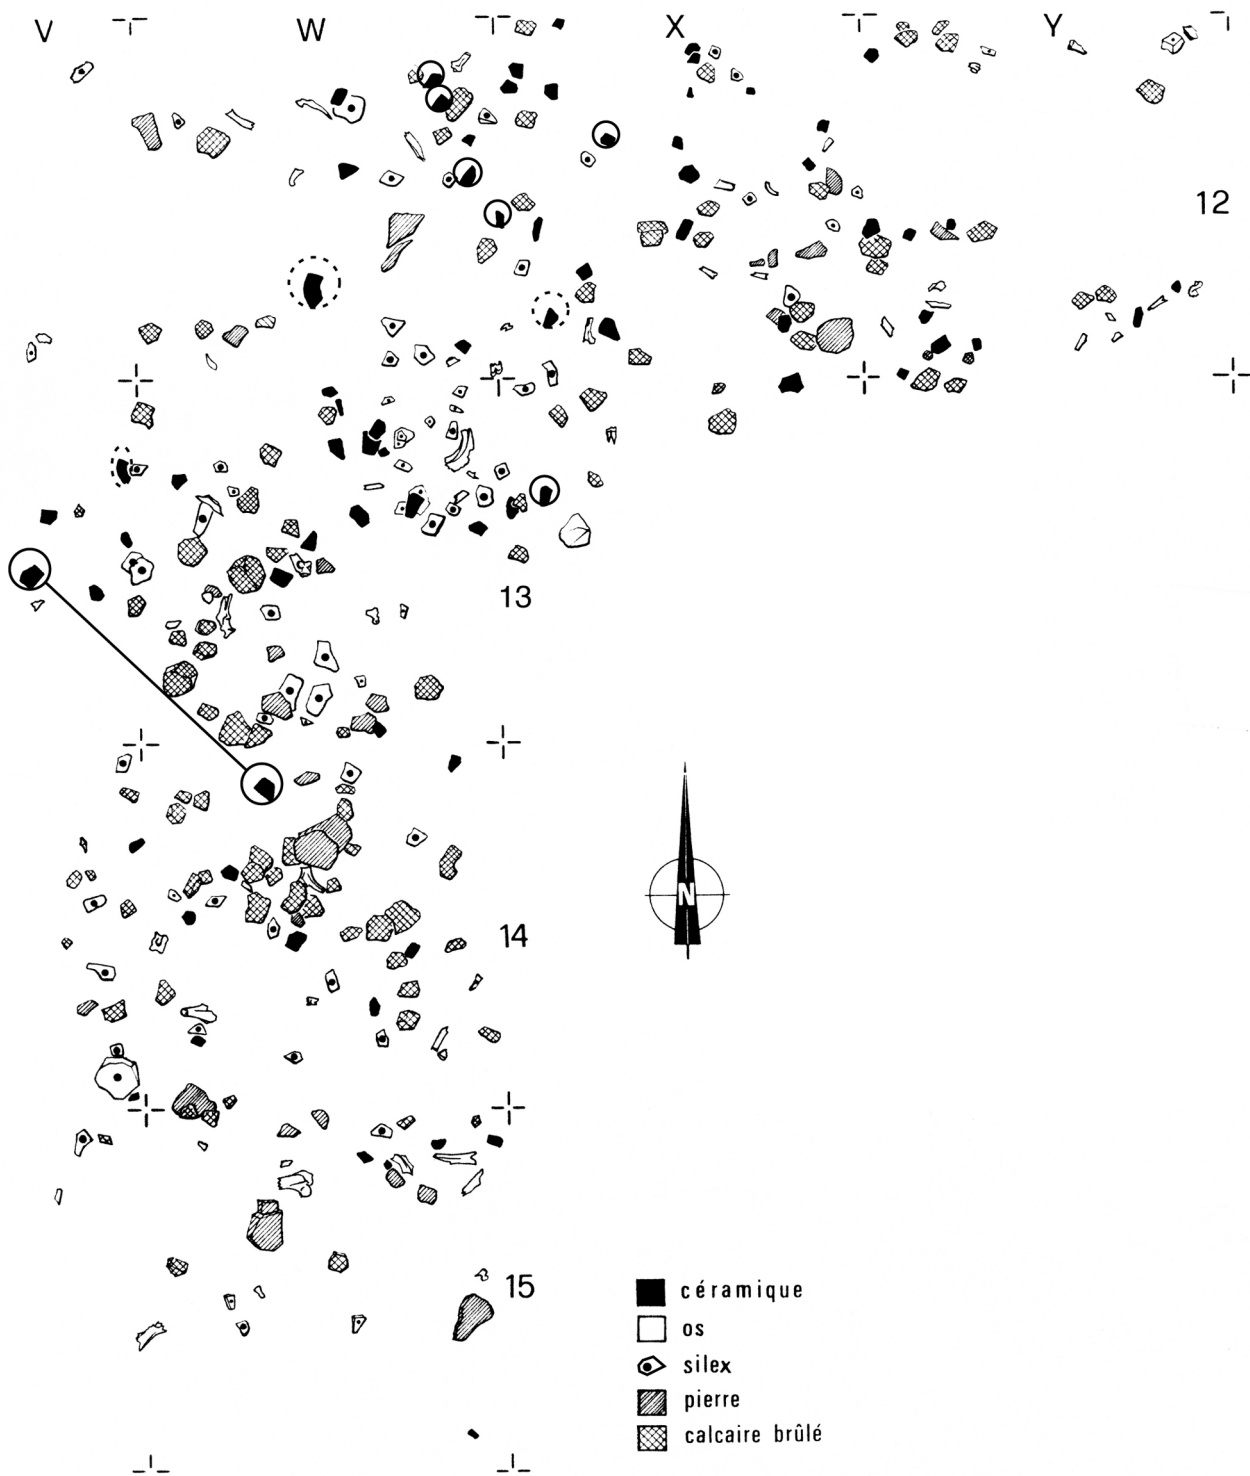 V W X Y
12
13
N
14
15
céramique
os
silex
pierre
calcaire brûlé